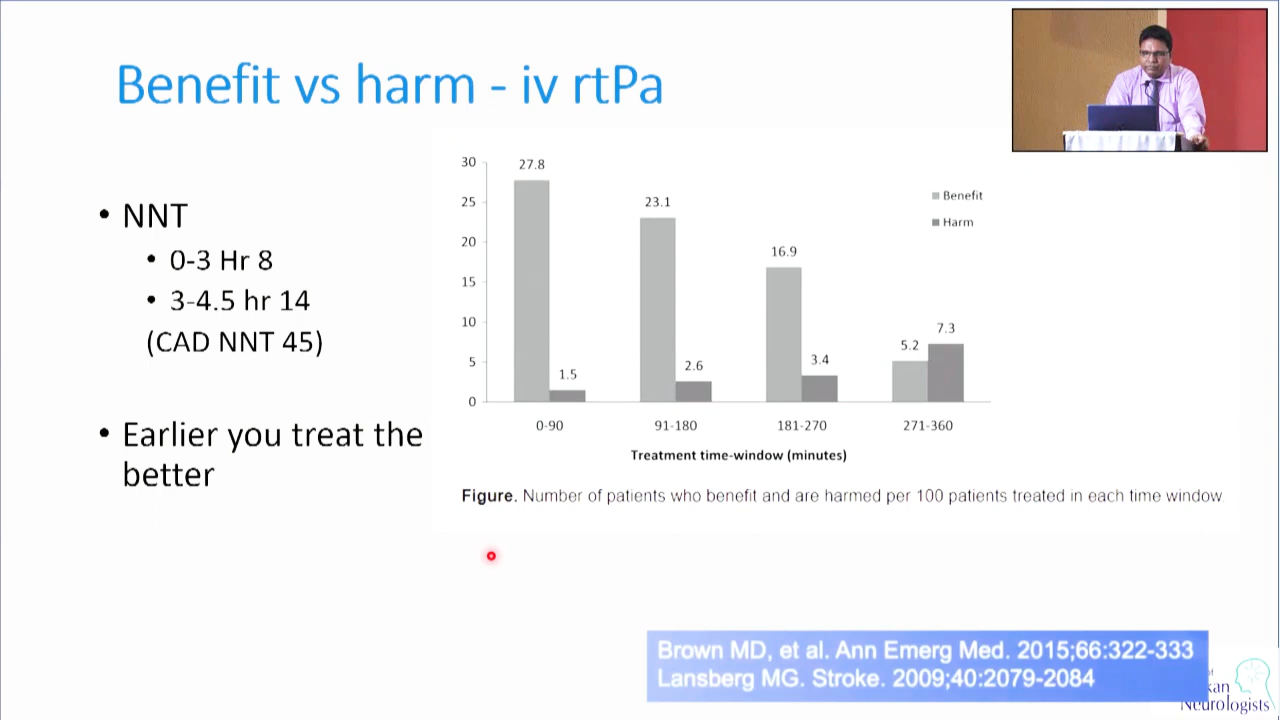 Benefit vs harm - iv rtPa
• NNT
• 0-3 Hr 8
• 3-4.5 hr 14
(CAD NNT 45)
• Earlier you treat the
better
30
25
20
15
10
5
0
27.8
1.5
23.1
2.6
16.9
3.4
5.2
7.3
Benefit
Harm
0-90
91-180
181-270
271-360
Treatment time-window (minutes)
Figure. Number of patients who benefit and are harmed per 100 patients treated in each time window
Brown MD, et al. Ann Emerg Med. 2015;66:322-333
Lansberg MG. Stroke. 2009;40:2079-2084
Neurologists